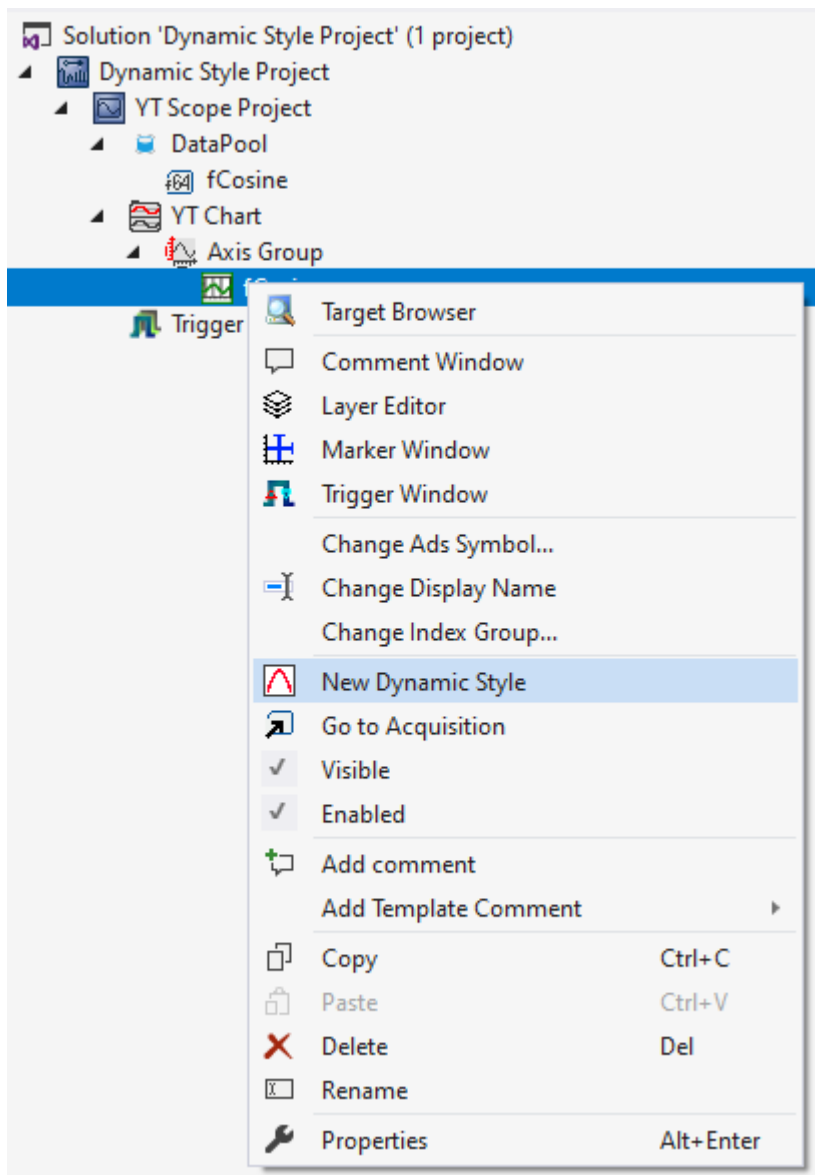 Solution 'Dynamic Style Project' (1 project)
Dynamic Style Project
YT Scope Project
DataPool
fCosine
YT Chart
Axis Group
Trigger
Target Browser
Comment Window
Layer Editor
Marker Window
Trigger Window
Change Ads Symbol...
Change Display Name
Change Index Group...
New Dynamic Style
Go to Acquisition
Visible
Enabled
Add comment
Add Template Comment
Copy Ctrl+C
Paste Ctrl+V
Delete Del
Rename
Properties Alt+Enter